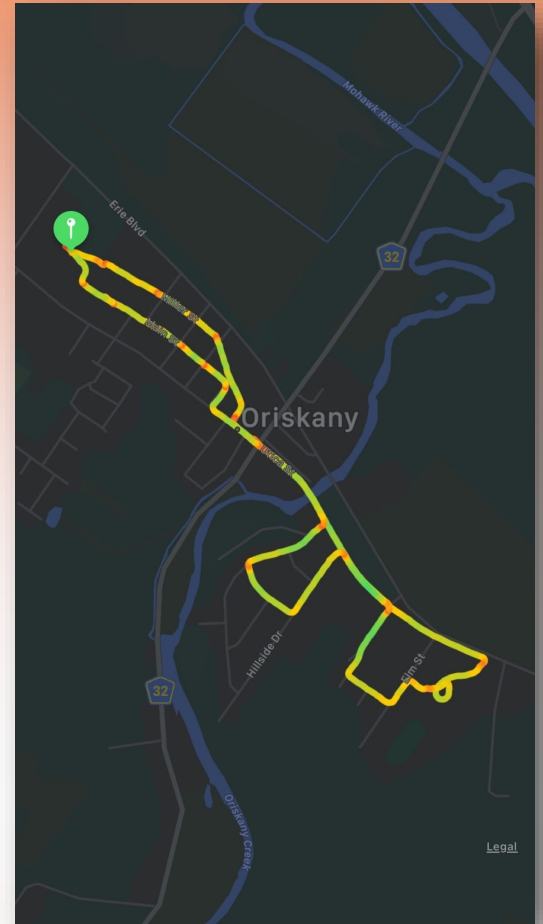 Mohawk River
Erie Blvd
32
Oriskany
Hillside Dr
Elm St
32
Oriskany Creek
Legal